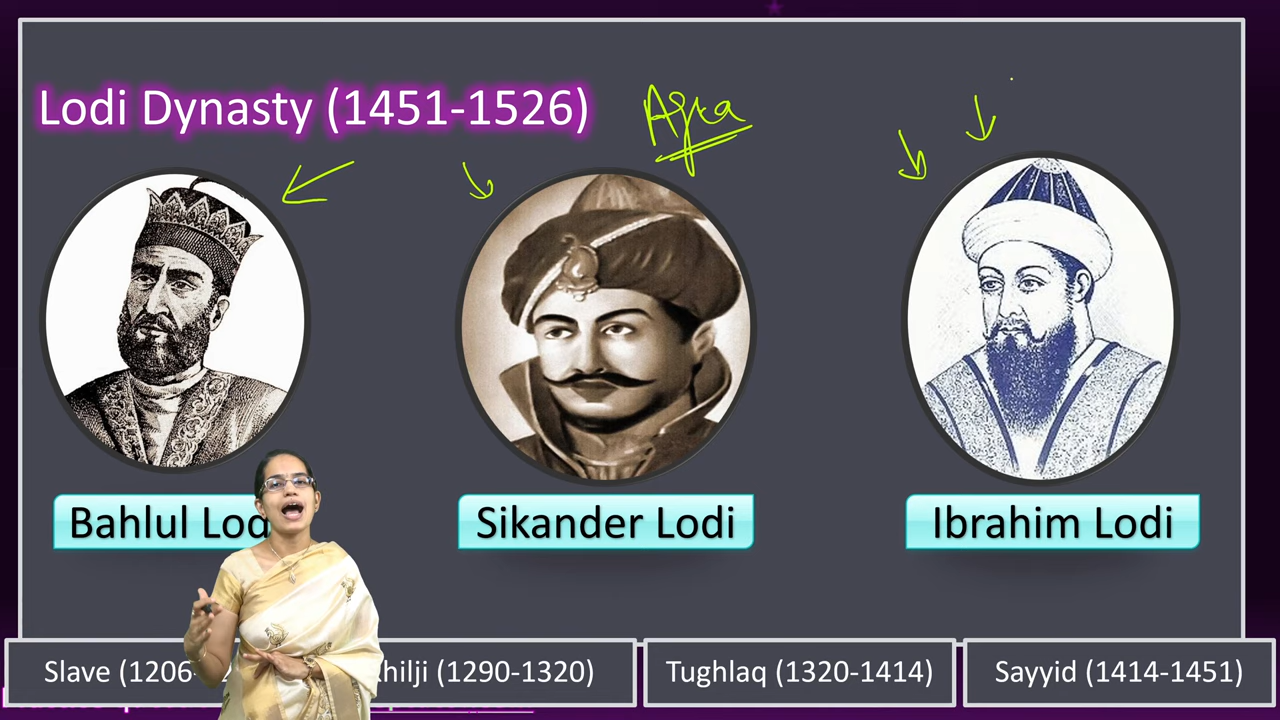 Lodi Dynasty (1451-1526)
Agra
Bahlul Lod
Sikander Lodi
Ibrahim Lodi
Slave (1206-
hilji (1290-1320)
Tughlaq (1320-1414)
Sayyid (1414-1451)